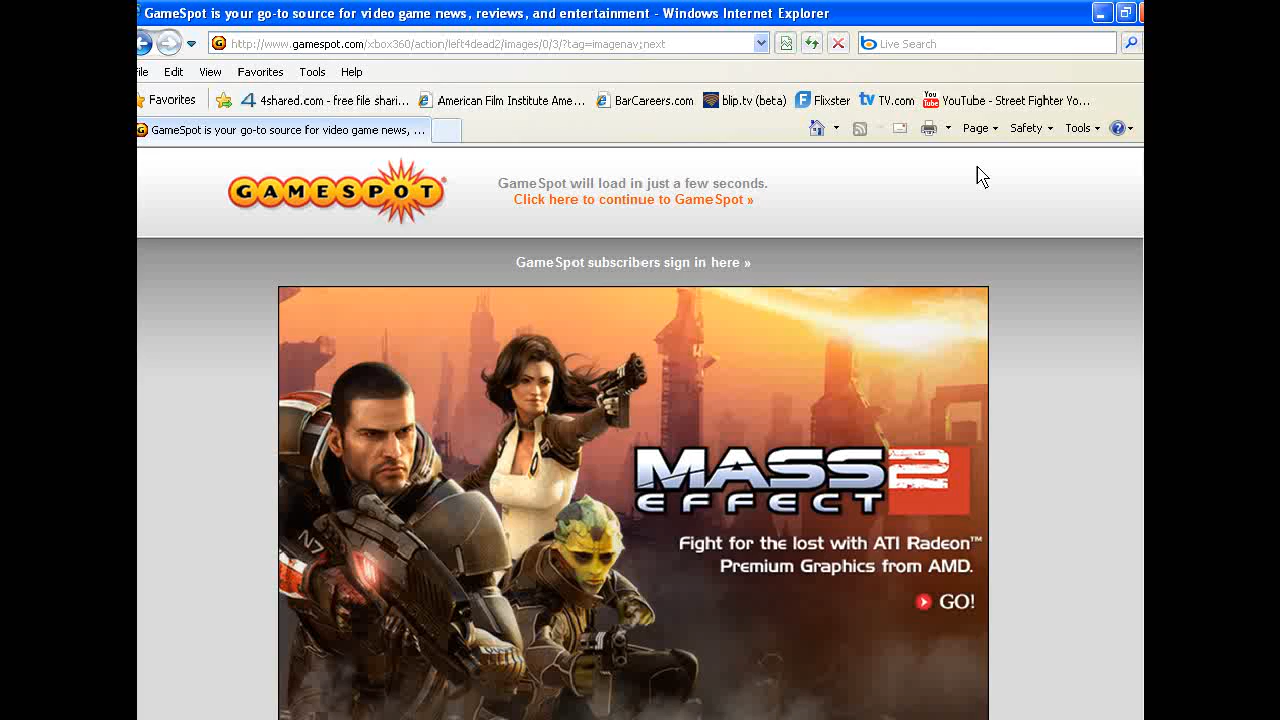 GameSpot is your go-to source for video game news, reviews, and entertainment - Windows Internet Explorer
http://www.gamespot.com/xbox360/action/left4dead2/images/0/3/?tag=imagenav;next
Live Search
File Edit View Favorites Tools Help
Favorites 4shared.com - free file shari... American Film Institute Ame... BarCareers.com blip.tv (beta) Flixster TV.com YouTube - Street Fighter Yo...
GameSpot is your go-to source for video game news, ...
Page Safety Tools
GAMESPOT
GameSpot will load in just a few seconds.
Click here to continue to GameSpot »
GameSpot subscribers sign in here »
MASS EFFECT 2
Fight for the lost with ATI Radeon™
Premium Graphics from AMD.
GO!
N7